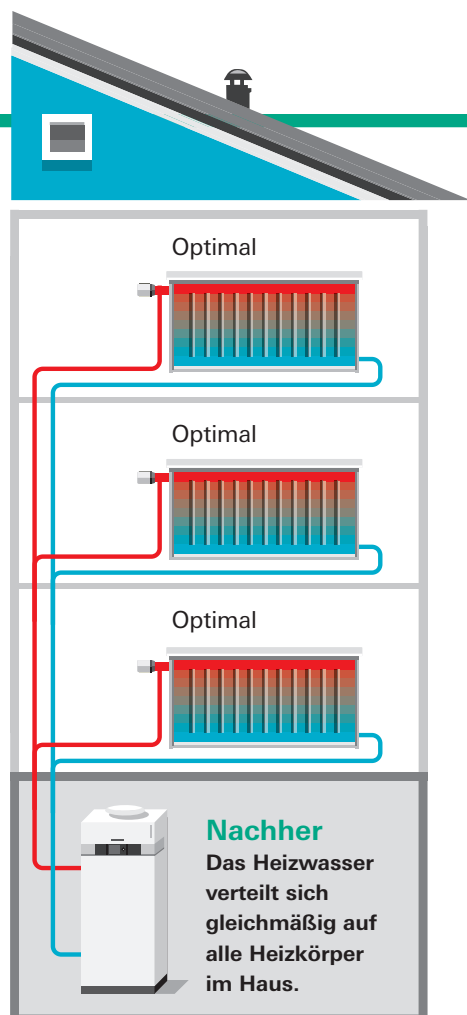 Optimal
Optimal
Optimal
Nachher
Das Heizwasser
verteilt sich
gleichmäßig auf
alle Heizkörper
im Haus.